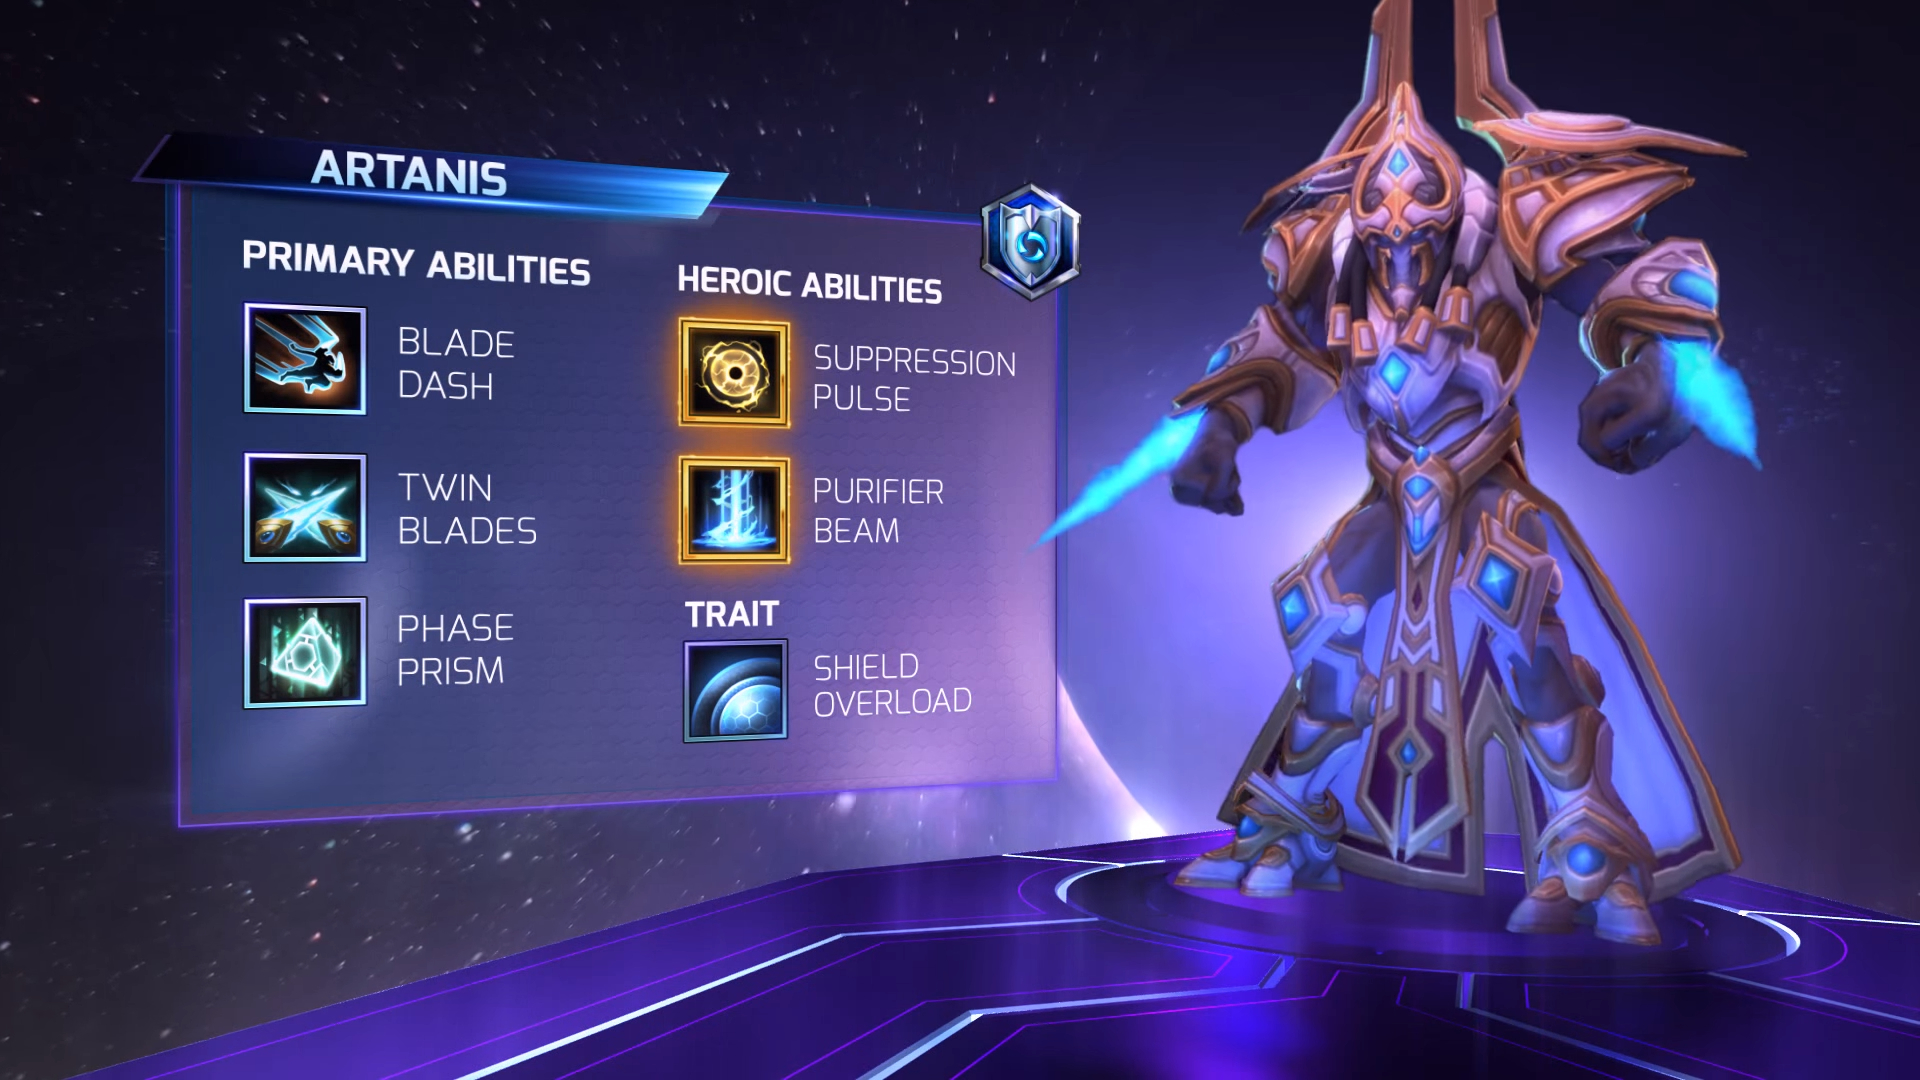 ARTANIS
PRIMARY ABILITIES
BLADE
DASH
TWIN
BLADES
PHASE
PRISM
HEROIC ABILITIES
SUPPRESSION
PULSE
PURIFIER
BEAM
TRAIT
SHIELD
OVERLOAD